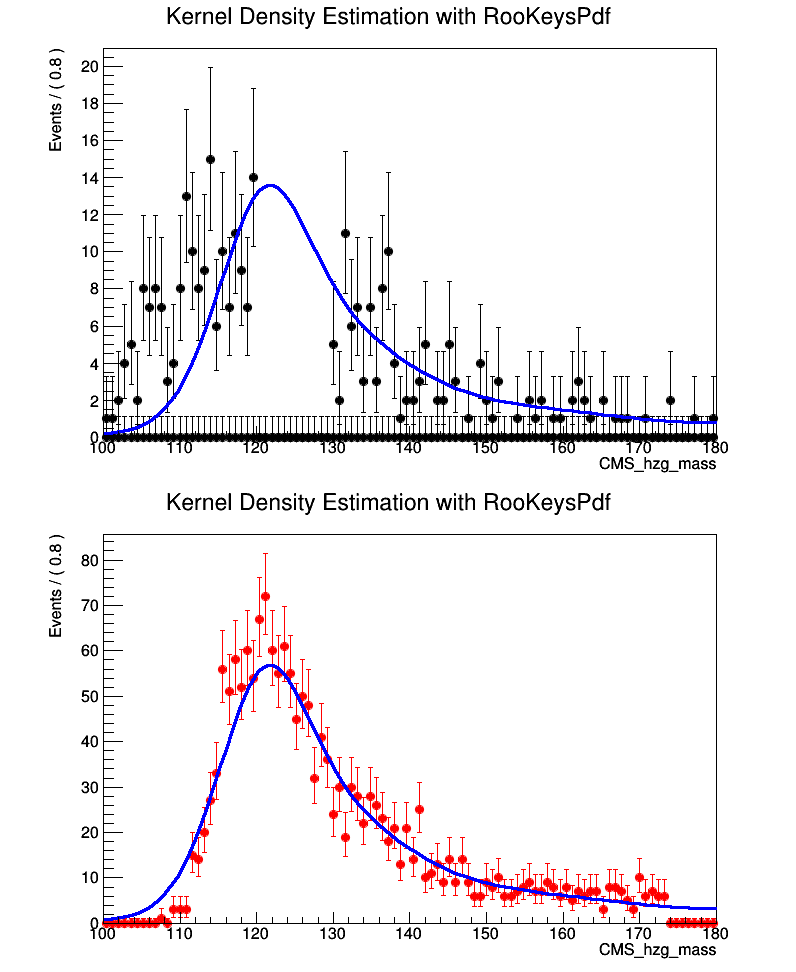 Kernel Density Estimation with RooKeysPdf
Events / ( 0.8 )
20
18
16
14
12
10
8
6
4
2
0
100 110 120 130 140 150 160 170 180
CMS_hzg_mass
Kernel Density Estimation with RooKeysPdf
Events / ( 0.8 )
80
70
60
50
40
30
20
10
0
100 110 120 130 140 150 160 170 180
CMS_hzg_mass